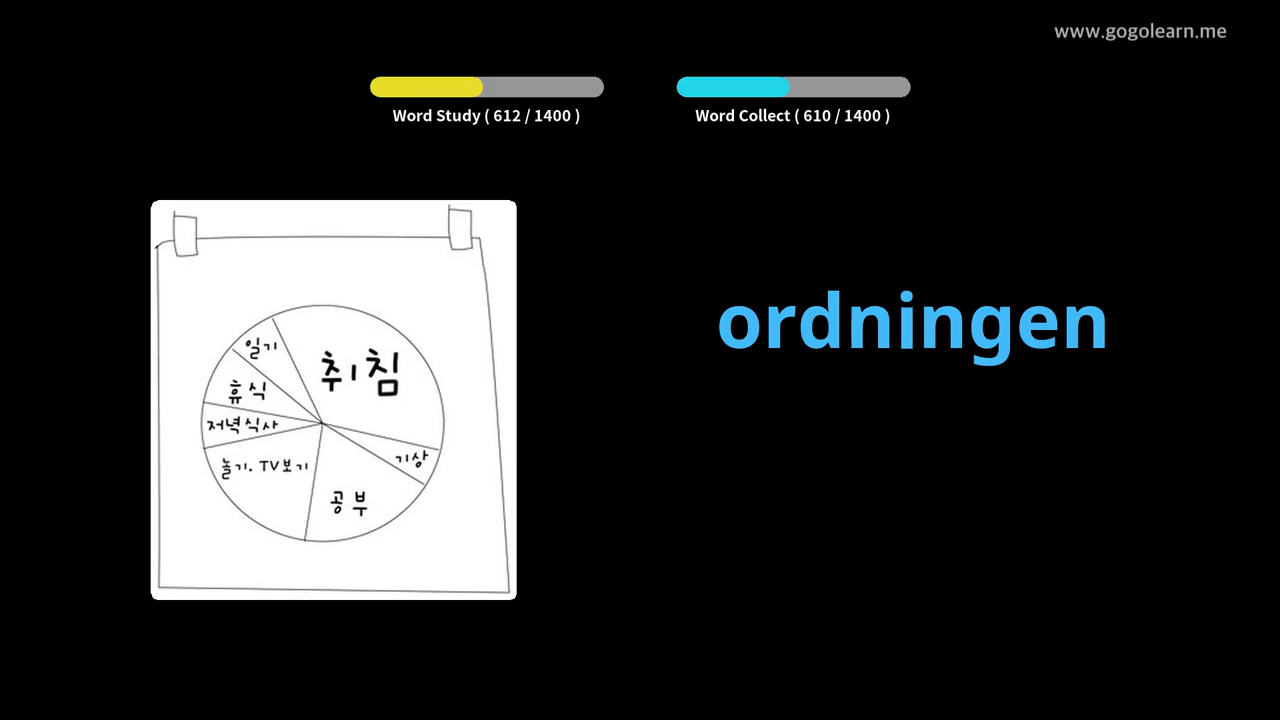 www.gogolearn.me
Word Study ( 612 / 1400 )
Word Collect ( 610 / 1400 )
일기
취침
휴식
저녁식사
기상
놀기. TV보기
공부
ordningen